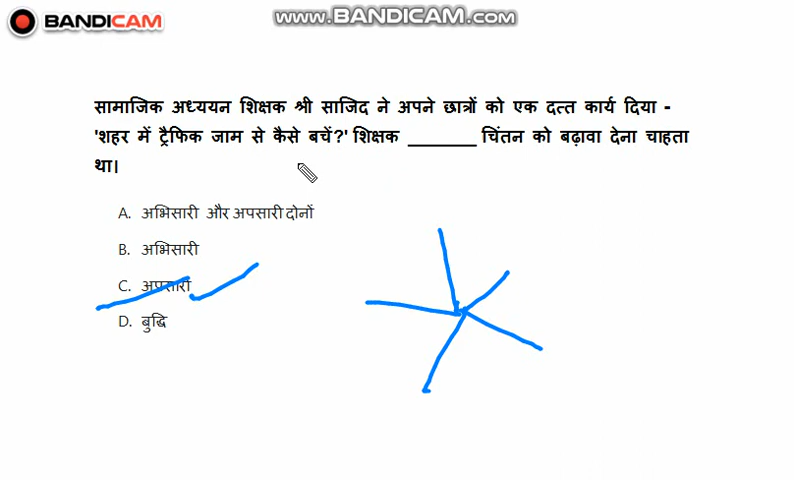 BANDICAM
www.BANDICAM.com
सामाजिक अध्ययन शिक्षक श्री साजिद ने अपने छात्रों को एक दत्त कार्य दिया -
'शहर में ट्रैफिक जाम से कैसे बचें?' शिक्षक _______ चिंतन को बढ़ावा देना चाहता
था।
A. अभिसारी और अपसारी दोनों
B. अभिसारी
C. अपसारी
D. बुद्धि